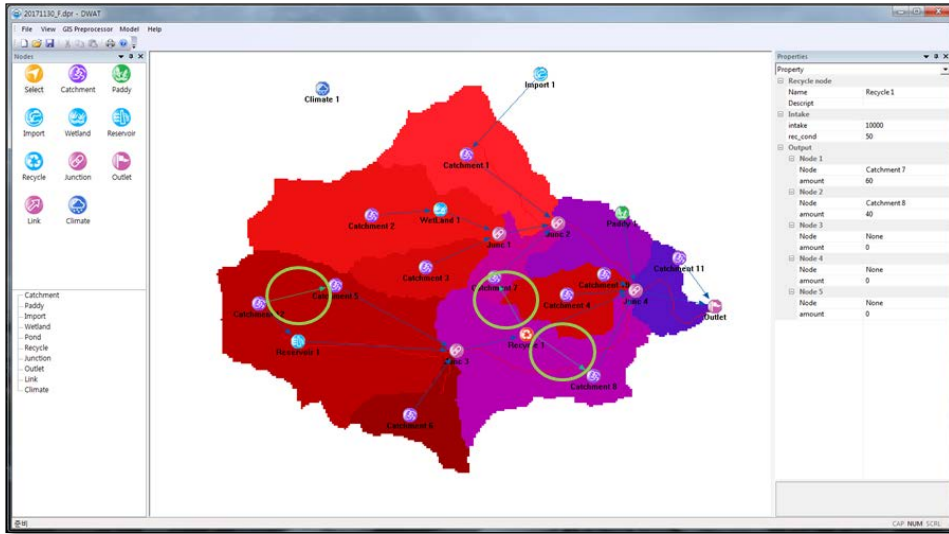 20171130_F.dpr - DWAT
File View GIS Preprocessor Model Help
Nodes
Select Catchment Paddy
Import Wetland Reservoir
Recycle Junction Outlet
Link Climate
Catchment
Paddy
Import
Wetland
Pond
Recycle
Junction
Outlet
Link
Climate
Climate 1
Import 1
Catchment 1
Catchment 2
WetLand 1
Junc 1
Junc 2
Paddy 1
Catchment 3
Catchment 11
Catchment 5
Catchment 7
Catchment 4
Junc 4
Outlet
Reservoir 1
Junc 3
Recycle 1
Catchment 8
Catchment 6
Properties
Property
Recycle node
Name Recycle 1
Descript
Intake
intake 10000
rec_cond 50
Output
Node 1
Node Catchment 7
amount 60
Node 2
Node Catchment 8
amount 40
Node 3
Node None
amount 0
Node 4
Node None
amount 0
Node 5
Node None
amount 0
준비
CAP NUM SCRL